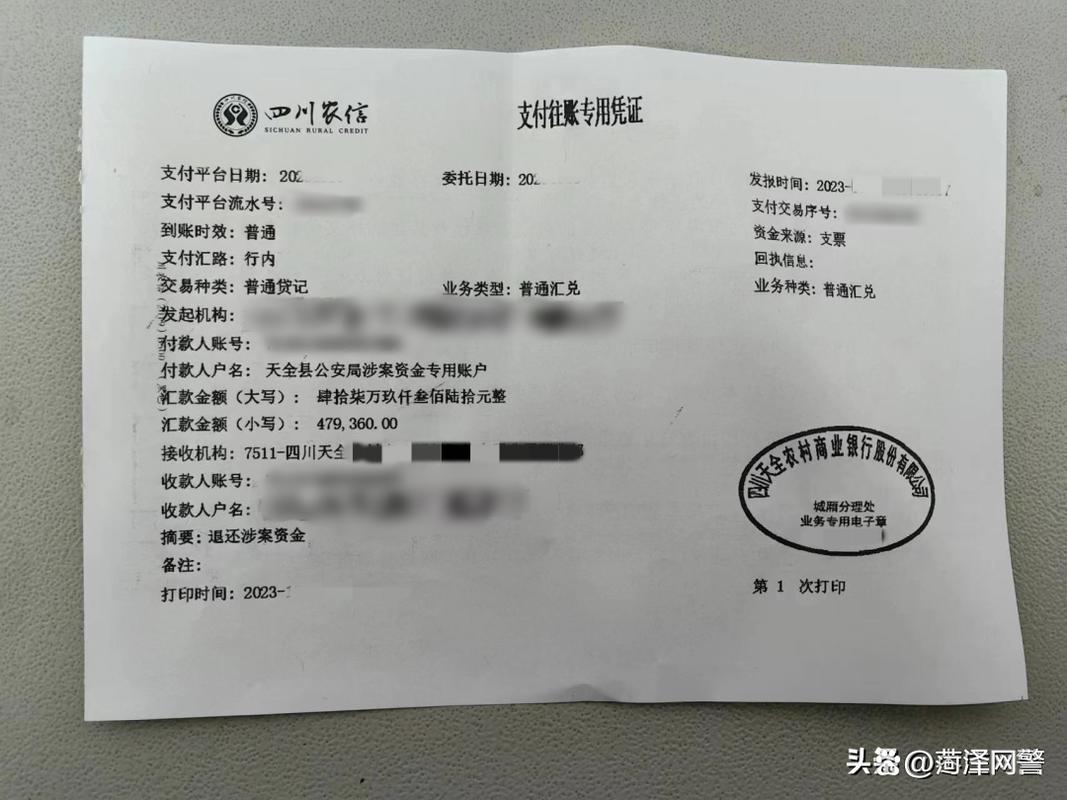 四川农信
SICHUAN RURAL CREDIT
支付往账专用凭证
支付平台日期: 202
委托日期: 202
发报时间: 2023-
支付平台流水号:
支付交易序号:
到账时效: 普通
资金来源: 支票
支付汇路: 行内
回执信息:
交易种类: 普通贷记
业务类型: 普通汇兑
业务种类: 普通汇兑
发起机构:
付款人账号:
付款人户名: 天全县公安局涉案资金专用账户
汇款金额(大写): 肆拾柒万玖仟叁佰陆拾元整
汇款金额(小写): 479,360.00
接收机构: 7511-四川天全
收款人账号:
收款人户名:
摘要: 退还涉案资金
备注:
打印时间: 2023-
四川天全农村商业银行股份有限公司
城厢分理处
业务专用电子章
第 1 次打印
头条 @菏泽网警